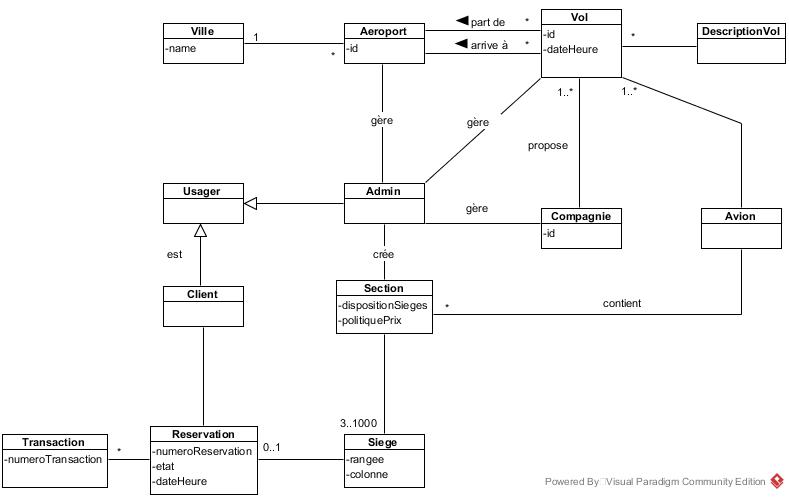 Ville
-name
1
*
Aeroport
-id
part de
*
arrive à
*
Vol
-id
-dateHeure
*
DescriptionVol
1..*
1..*
gère
gère
propose
Usager
Admin
gère
Compagnie
-id
Avion
est
crée
Client
Section
-dispositionSieges
-politiquePrix
*
contient
3..1000
Transaction
-numeroTransaction
*
Reservation
-numeroReservation
-etat
-dateHeure
0..1
Siege
-rangee
-colonne
Powered By Visual Paradigm Community Edition